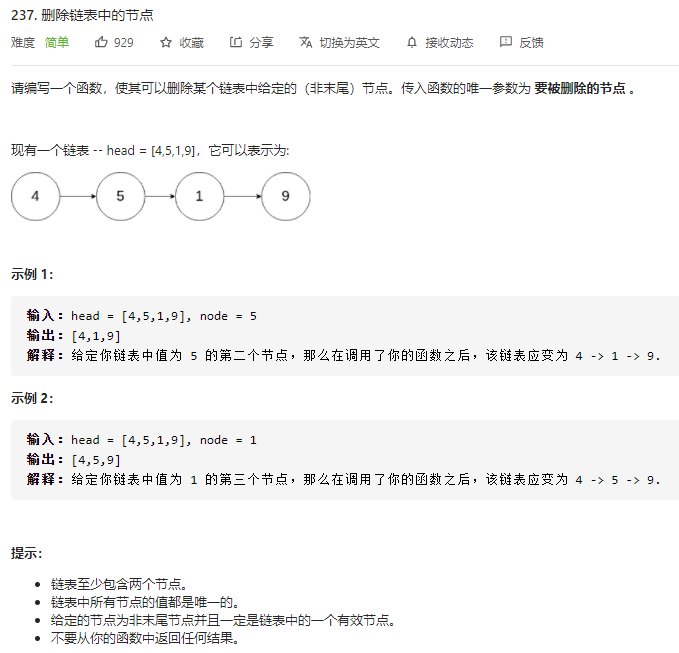 237. 删除链表中的节点
难度 简单 929 收藏 分享 切换为英文 接收动态 反馈
请编写一个函数，使其可以删除某个链表中给定的（非末尾）节点。传入函数的唯一参数为 要被删除的节点 。
现有一个链表 -- head = [4,5,1,9]，它可以表示为:
4 5 1 9
示例 1：
输入：head = [4,5,1,9], node = 5
输出：[4,1,9]
解释：给定你链表中值为 5 的第二个节点，那么在调用了你的函数之后，该链表应变为 4 -> 1 -> 9.
示例 2：
输入：head = [4,5,1,9], node = 1
输出：[4,5,9]
解释：给定你链表中值为 1 的第三个节点，那么在调用了你的函数之后，该链表应变为 4 -> 5 -> 9.
提示：
• 链表至少包含两个节点。
• 链表中所有节点的值都是唯一的。
• 给定的节点为非末尾节点并且一定是链表中的一个有效节点。
• 不要从你的函数中返回任何结果。